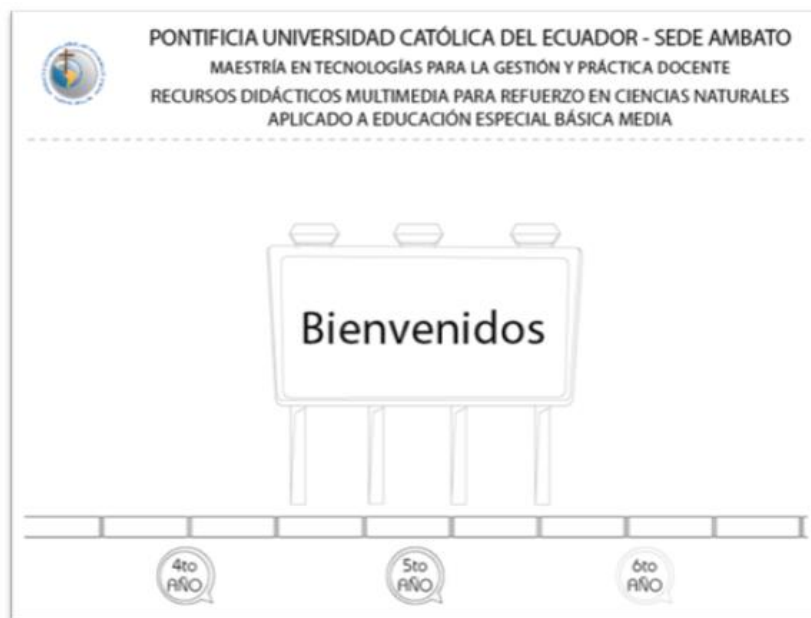 PONTIFICIA UNIVERSIDAD CATÓLICA DEL ECUADOR - SEDE AMBATO
MAESTRÍA EN TECNOLOGÍAS PARA LA GESTIÓN Y PRÁCTICA DOCENTE
RECURSOS DIDÁCTICOS MULTIMEDIA PARA REFUERZO EN CIENCIAS NATURALES
APLICADO A EDUCACIÓN ESPECIAL BÁSICA MEDIA
Bienvenidos
4to
AÑO
5to
AÑO
6to
AÑO